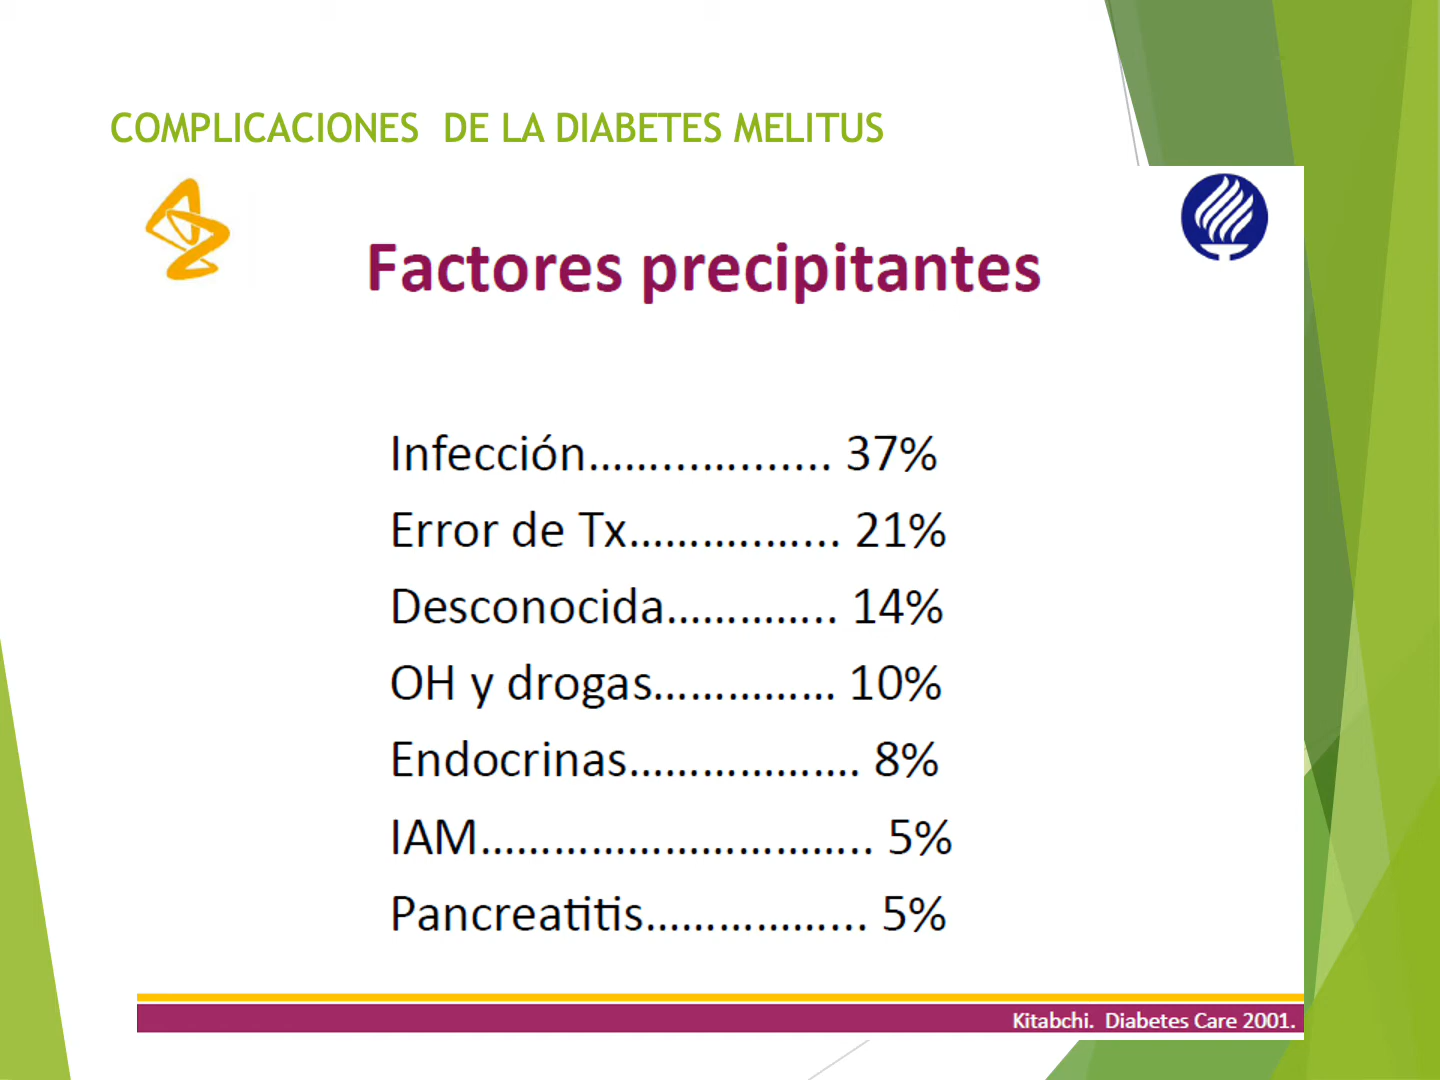 COMPLICACIONES DE LA DIABETES MELITUS
Factores precipitantes
Infección……...…....... 37%
Error de Tx………..…... 21%
Desconocida………….. 14%
OH y drogas…………… 10%
Endocrinas………………. 8%
IAM………………………….. 5%
Pancreatitis……………... 5%
Kitabchi. Diabetes Care 2001.